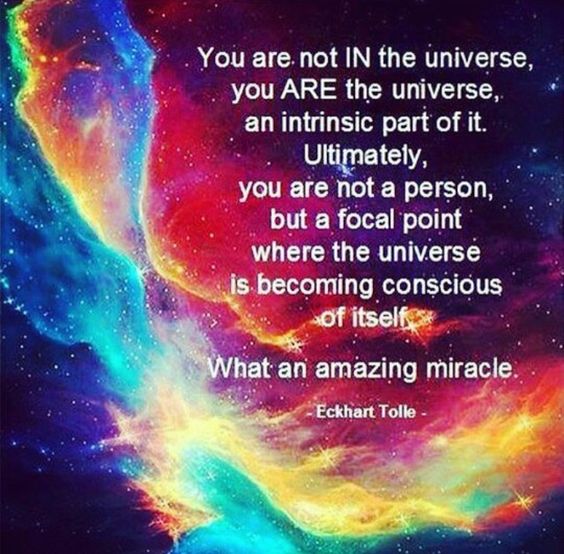 You are not IN the universe,
you ARE the universe,
an intrinsic part of it.
Ultimately,
you are not a person,
but a focal point
where the universe
is becoming conscious
of itself.
What an amazing miracle.
- Eckhart Tolle -